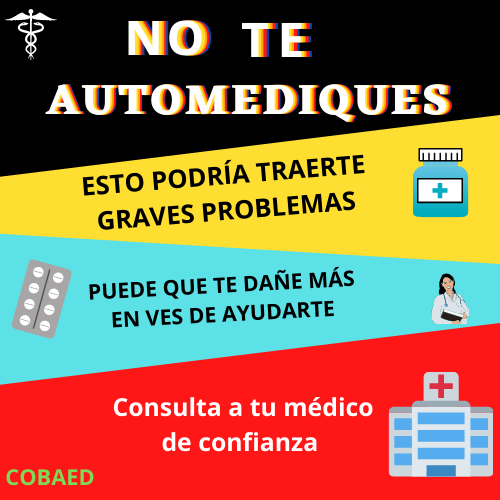 NO TE
AUTOMEDIQUES
ESTO PODRÍA TRAERTE
GRAVES PROBLEMAS
PUEDE QUE TE DAÑE MÁS
EN VES DE AYUDARTE
Consulta a tu médico
de confianza
COBAED